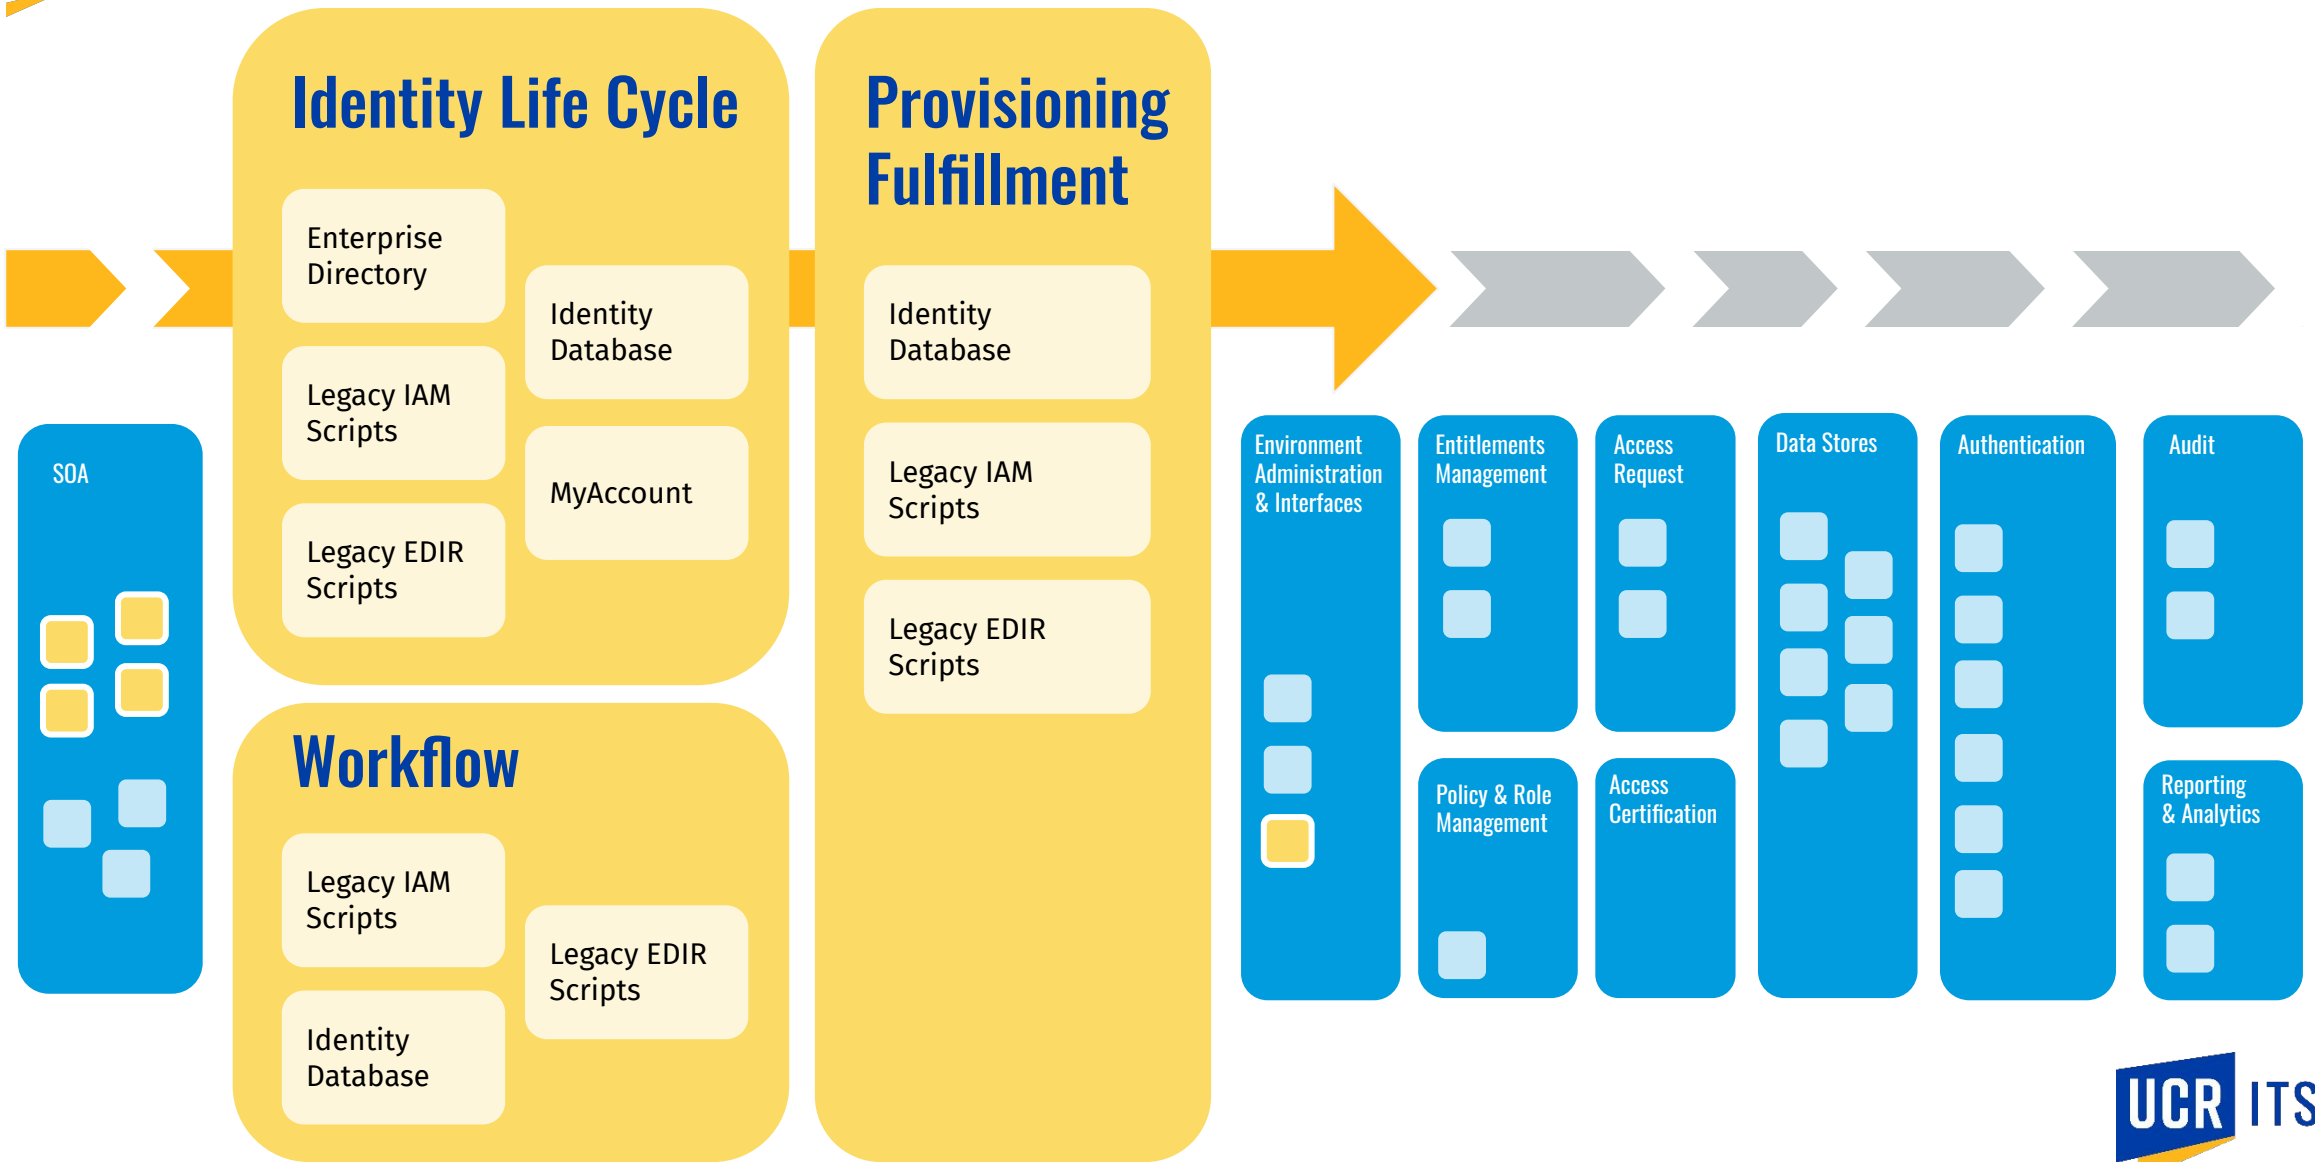 Identity Life Cycle
Enterprise
Directory
Legacy IAM
Scripts
Legacy EDIR
Scripts
Identity
Database
MyAccount
Provisioning
Fulfillment
Identity
Database
Legacy IAM
Scripts
Legacy EDIR
Scripts
SOA
Workflow
Legacy IAM
Scripts
Identity
Database
Legacy EDIR
Scripts
Environment
Administration
& Interfaces
Entitlements
Management
Access
Request
Data Stores
Authentication
Audit
Policy & Role
Management
Access
Certification
Reporting
& Analytics
UCR ITS